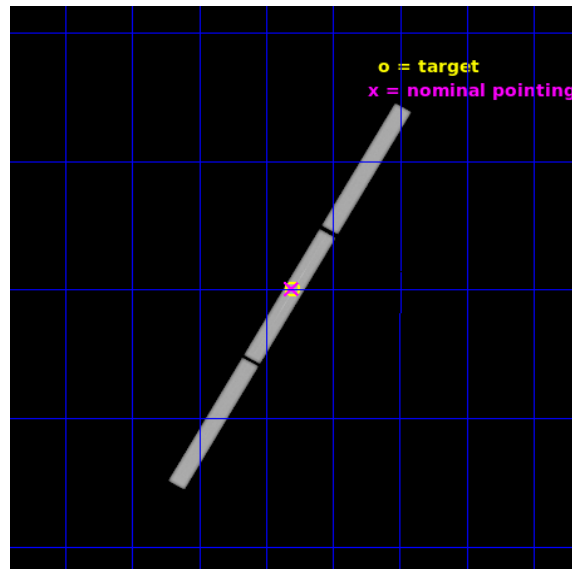 o = target
x = nominal pointing